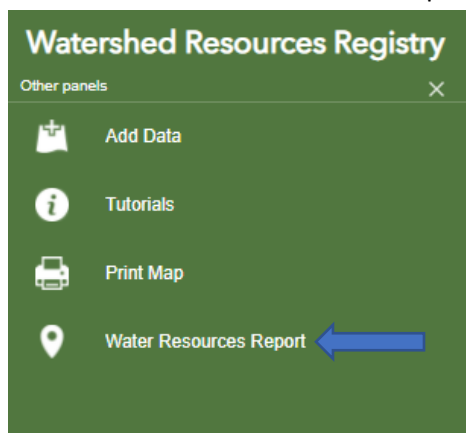 Watershed Resources Registry
Other panels
Add Data
Tutorials
Print Map
Water Resources Report